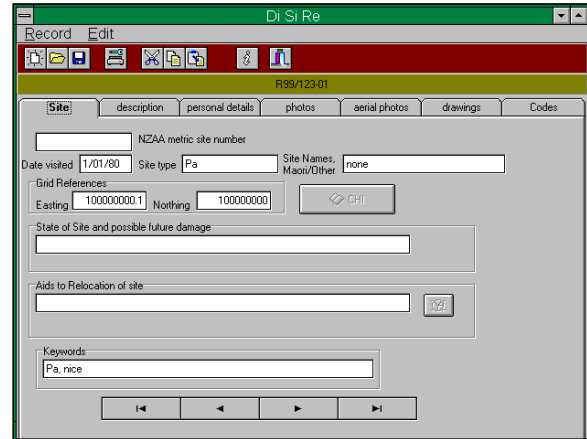 Di Si Re
Record Edit
R99/123-01
Site description personal details photos aerial photos drawings Codes
NZAA metric site number
Date visited 1/01/80 Site type Pa Site Names, Maori/Other none
Grid References
Easting 100000000.1 Northing 100000000 CHI
State of Site and possible future damage
Aids to Relocation of site
Keywords
Pa, nice